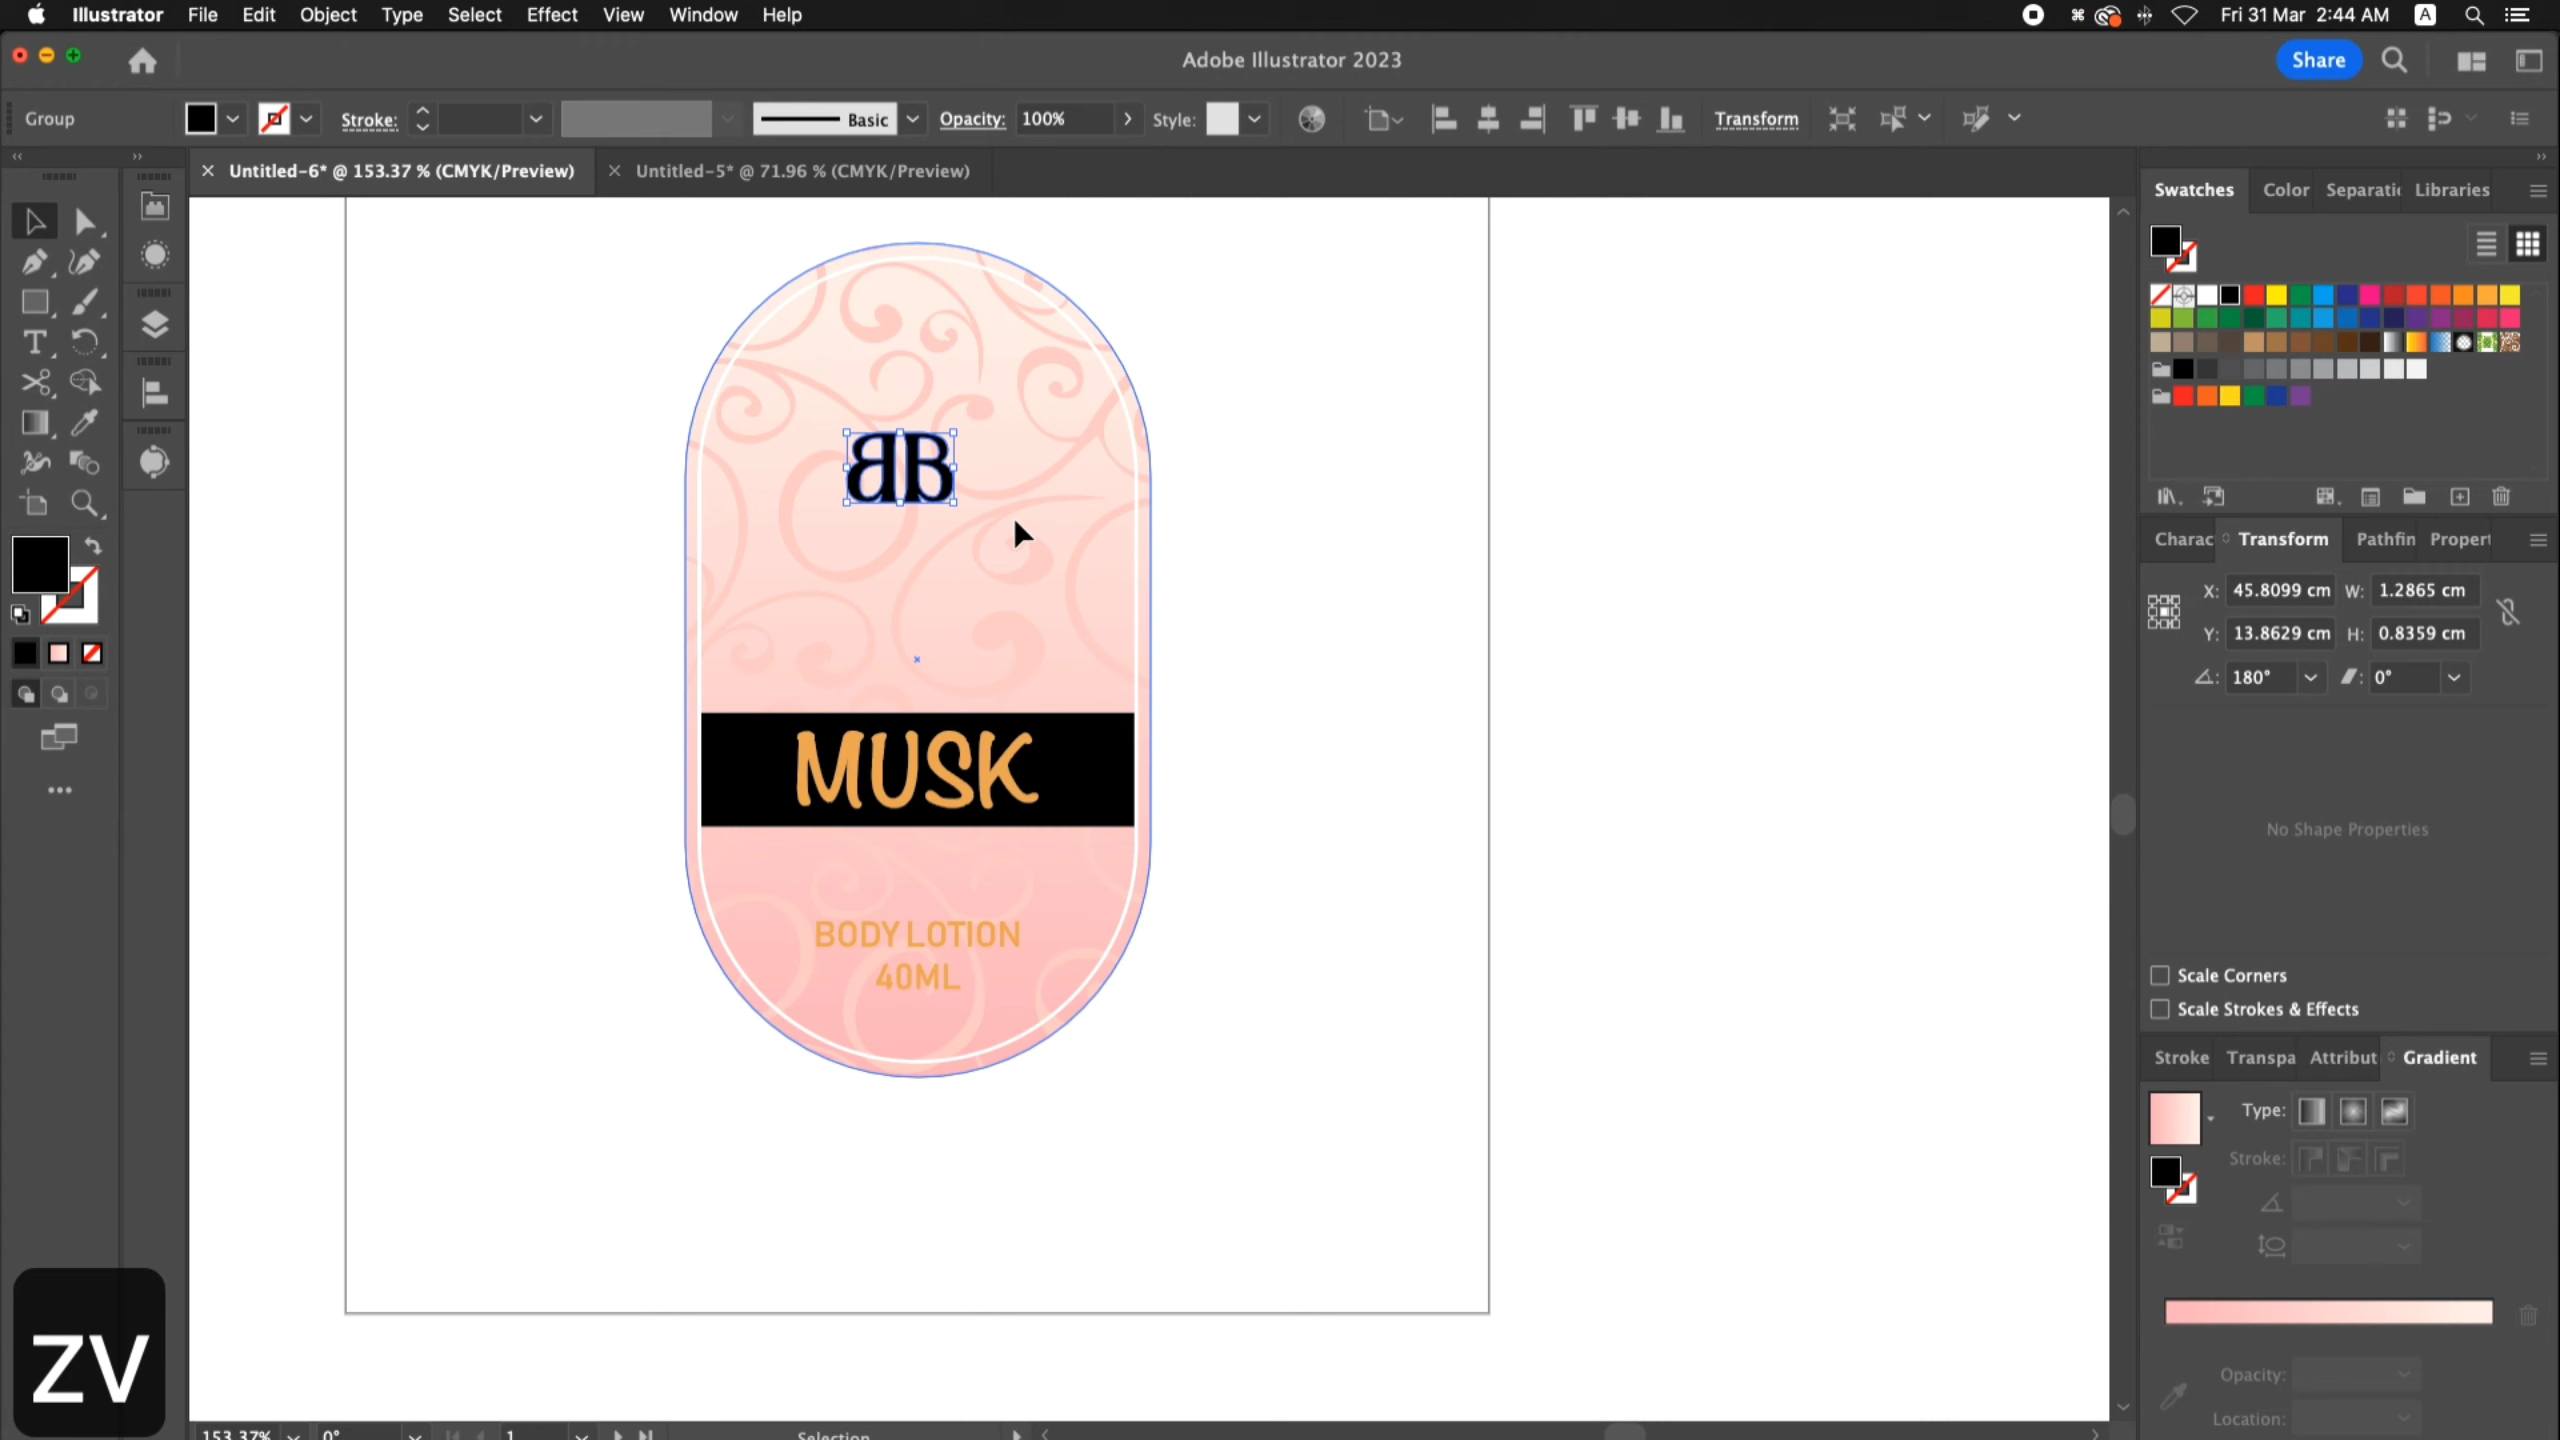 Illustrator File Edit Object Type Select Effect View Window Help
Fri 31 Mar 2:44 AM A
Adobe Illustrator 2023
Share
Group
Stroke:
Basic
Opacity: 100%
Style:
Transform
× Untitled-6* @ 153.37 % (CMYK/Preview)
× Untitled-5* @ 71.96 % (CMYK/Preview)
Swatches Color Separatic Libraries
B
MUSK
BODY LOTION
40ML
Charac Transform Pathfin Propert
X: 45.8099 cm W: 1.2865 cm
Y: 13.8629 cm H: 0.8359 cm
180° 0°
No Shape Properties
Scale Corners
Scale Strokes & Effects
Stroke Transpa Attribut Gradient
Type:
Stroke:
Opacity:
Location:
ZV
153.37% 0° 1 Selection